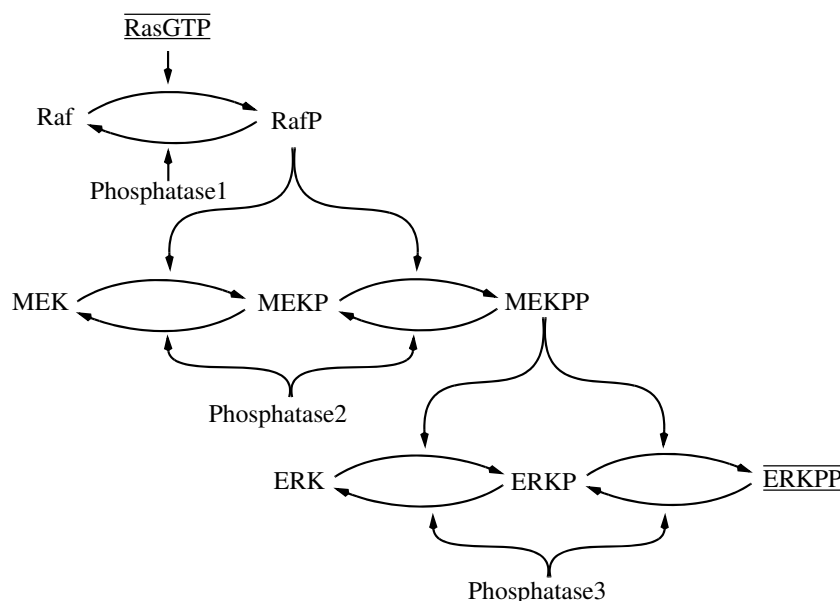 RasGTP
Raf
RafP
Phosphatase1
MEK
MEKP
MEKPP
Phosphatase2
ERK
ERKP
ERKPP
Phosphatase3